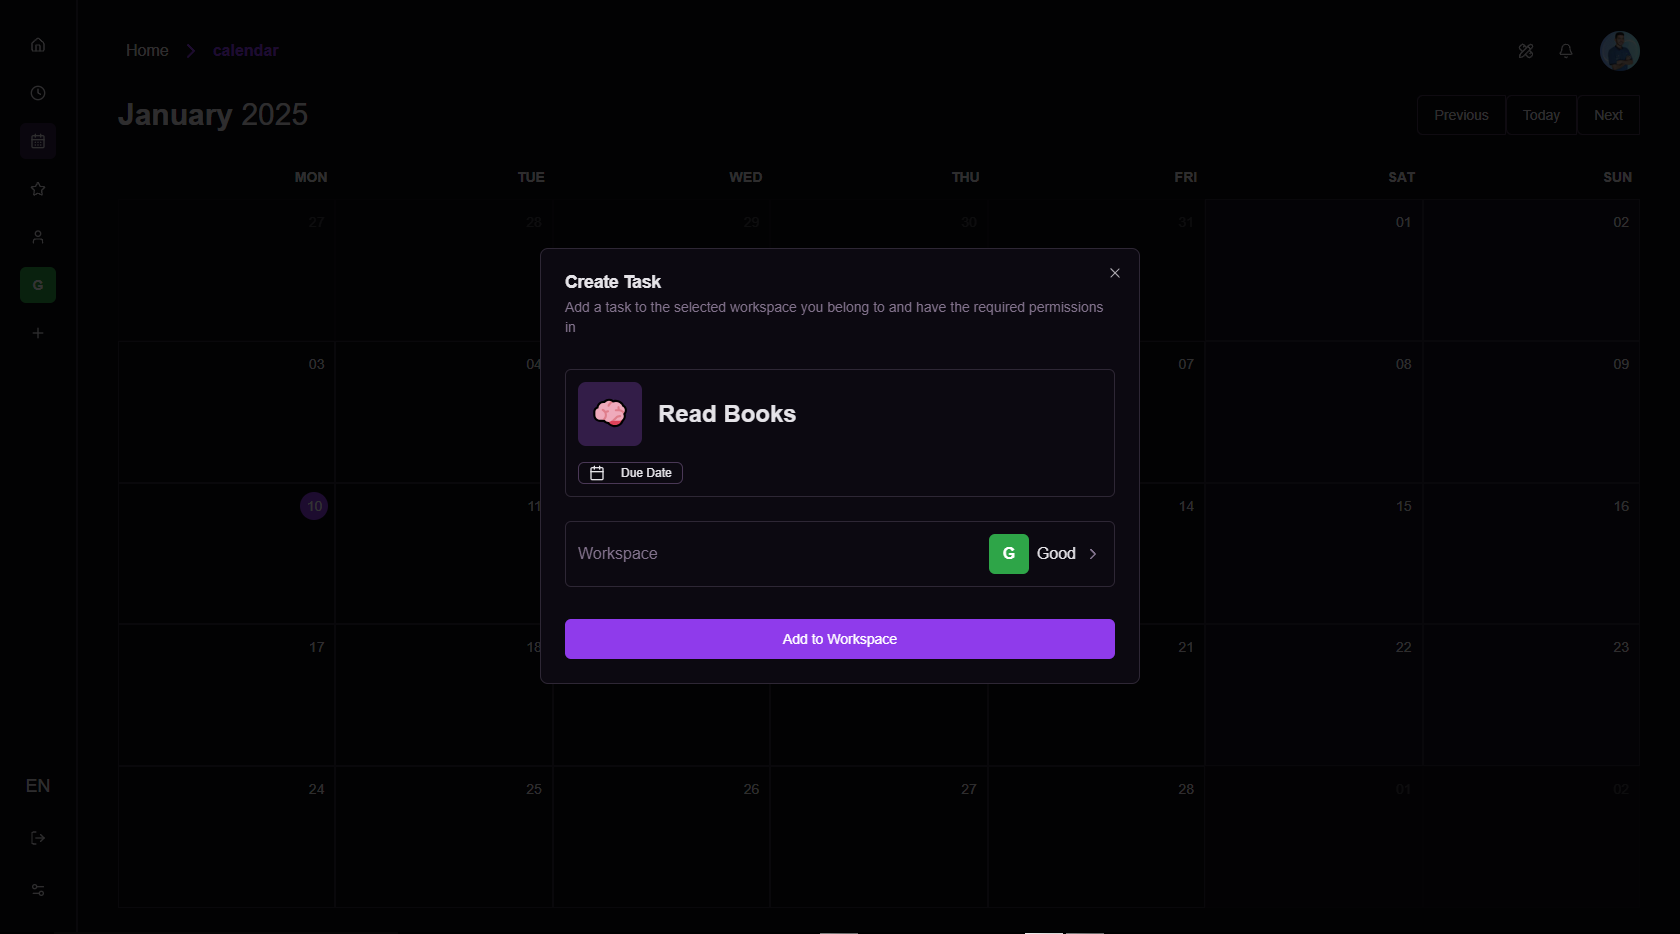 Home
calendar
January 2025
Previous
Today
Next
MON TUE WED THU FRI SAT SUN
27 28 29 30 31 01 02
G
Create Task
Add a task to the selected workspace you belong to and have the required permissions
in
03 04 07 08 09
Read Books
Due Date
10 11 14 15 16
Workspace
G Good
Add to Workspace
17 18 21 22 23
24 25 26 27 28 01 02
EN